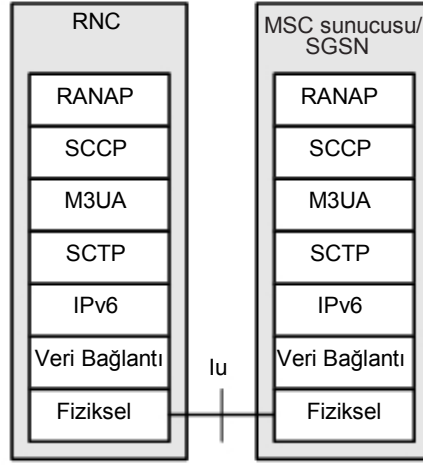 RNC
RANAP
SCCP
M3UA
SCTP
IPv6
Veri Bağlantı
Fiziksel
Iu
MSC sunucusu/
SGSN
RANAP
SCCP
M3UA
SCTP
IPv6
Veri Bağlantı
Fiziksel